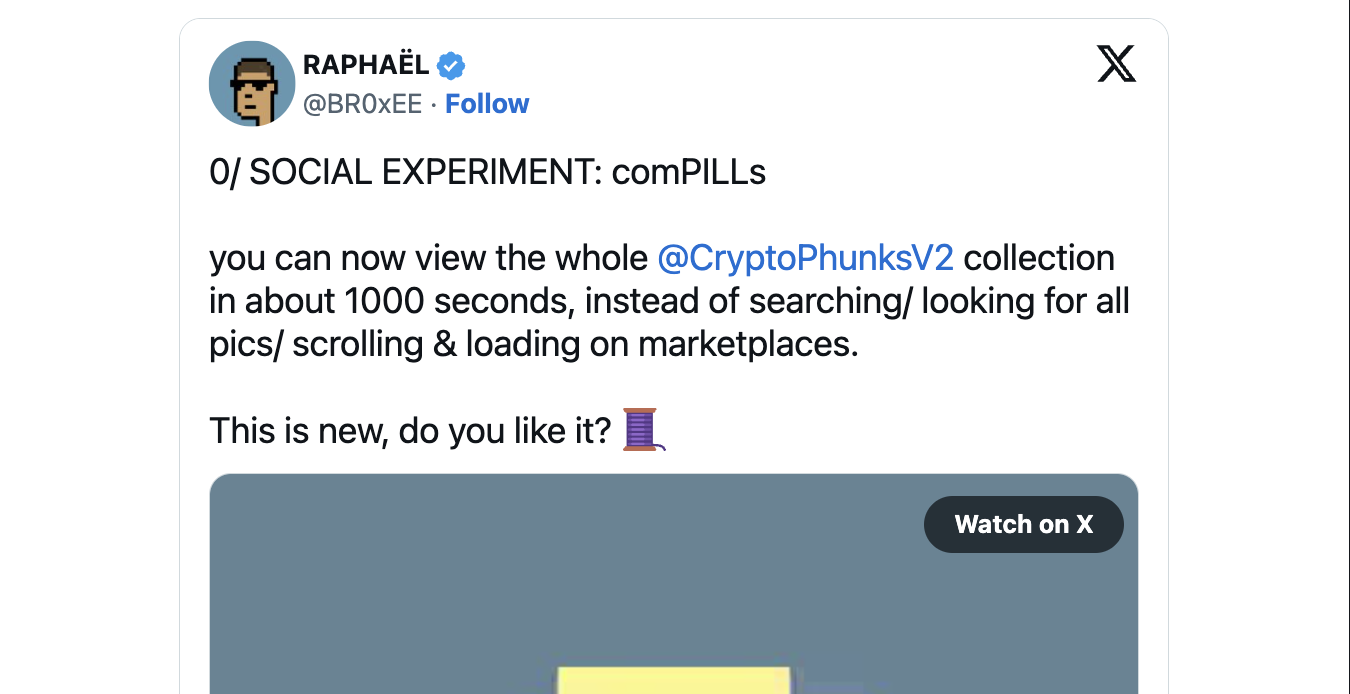 RAPHAËL
@BR0xEE · Follow
0/ SOCIAL EXPERIMENT: comPILLs
you can now view the whole @CryptoPhunksV2 collection
in about 1000 seconds, instead of searching/ looking for all
pics/ scrolling & loading on marketplaces.
This is new, do you like it? 🧵
Watch on X